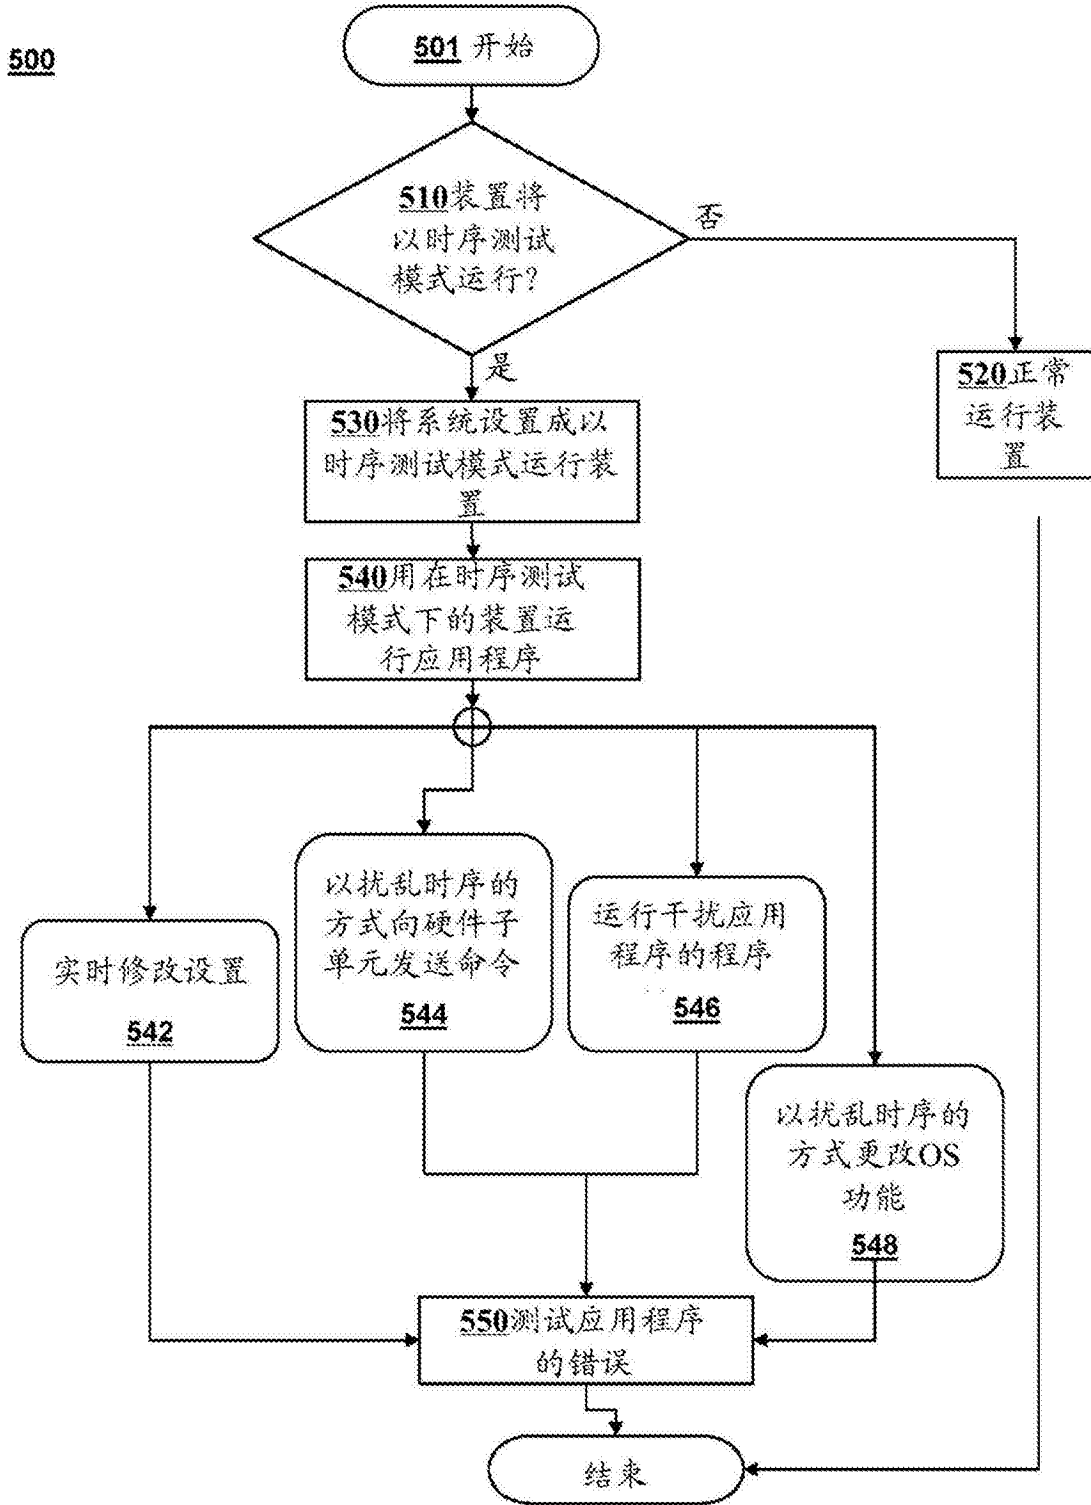 500
501 开始
510装置将
以时序测试
模式运行?
否
是
520正常
运行装
置
530将系统设置成以
时序测试模式运行装
置
540用在时序测试
模式下的装置运
行应用程序
实时修改设置
542
以扰乱时序的
方式向硬件子
单元发送命令
544
运行干扰应用
程序的程序
546
以扰乱时序的
方式更改OS
功能
548
550测试应用程序
的错误
结束